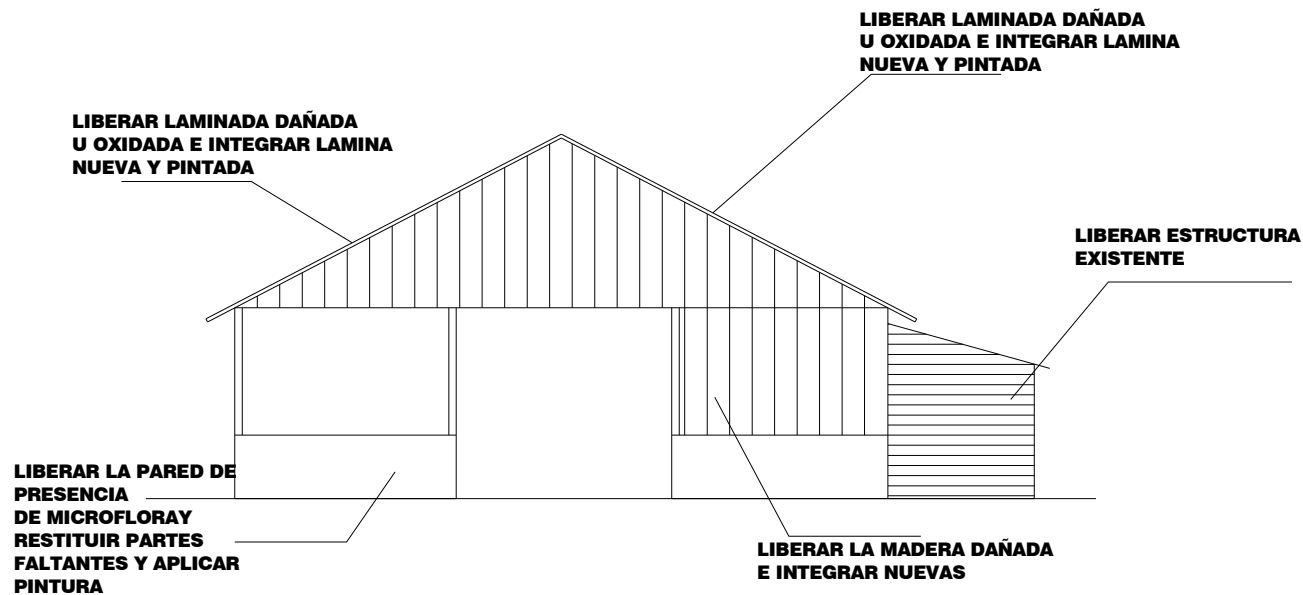 LIBERAR LAMINADA DAÑADA
U OXIDADA E INTEGRAR LAMINA
NUEVA Y PINTADA
LIBERAR LAMINADA DAÑADA
U OXIDADA E INTEGRAR LAMINA
NUEVA Y PINTADA
LIBERAR ESTRUCTURA
EXISTENTE
LIBERAR LA PARED DE
PRESENCIA
DE MICROFLORAY
RESTITUIR PARTES
FALTANTES Y APLICAR
PINTURA
LIBERAR LA MADERA DAÑADA
E INTEGRAR NUEVAS